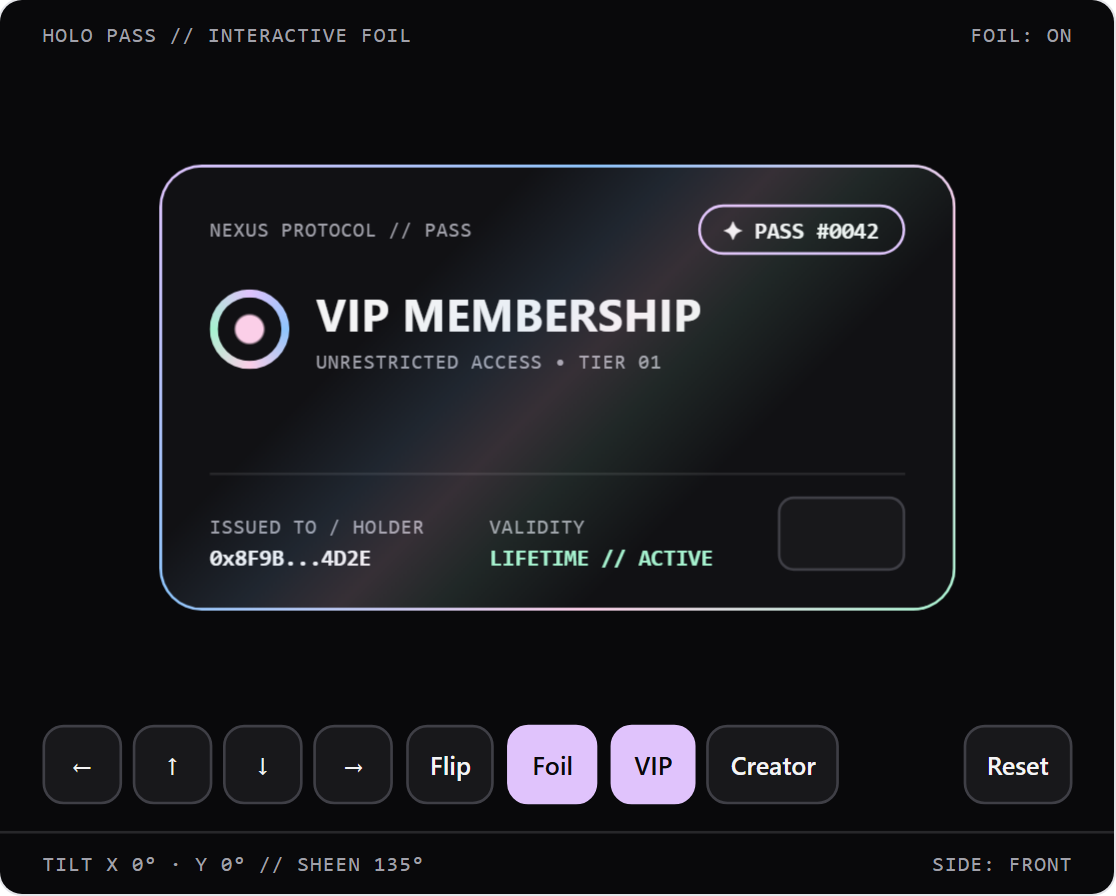 HOLO PASS // INTERACTIVE FOIL
FOIL: ON
NEXUS PROTOCOL // PASS
✦ PASS #0042
VIP MEMBERSHIP
UNRESTRICTED ACCESS • TIER 01
ISSUED TO / HOLDER
VALIDITY
0x8F9B...4D2E
LIFETIME // ACTIVE
← ↑ ↓ → Flip Foil VIP Creator Reset
TILT X 0° · Y 0° // SHEEN 135°
SIDE: FRONT